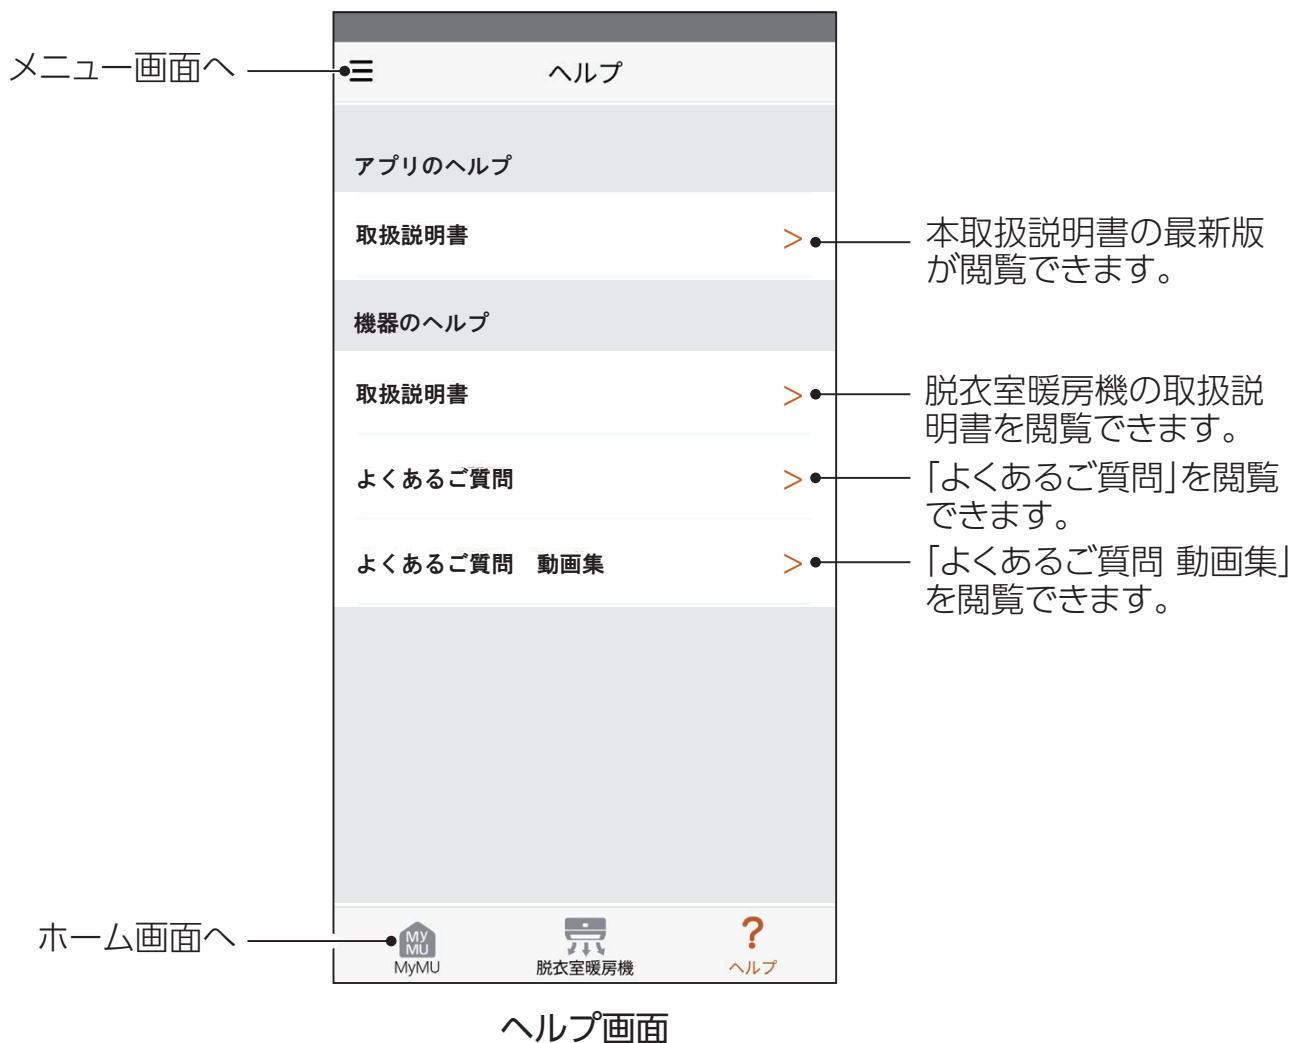 メニュー画面へ
ヘルプ
アプリのヘルプ
取扱説明書
>
本取扱説明書の最新版
が閲覧できます。
機器のヘルプ
取扱説明書
>
脱衣室暖房機の取扱説
明書を閲覧できます。
よくあるご質問
>
「よくあるご質問」を閲覧
できます。
よくあるご質問　動画集
>
「よくあるご質問 動画集」
を閲覧できます。
ホーム画面へ
My
MU
MyMU
脱衣室暖房機
?
ヘルプ
ヘルプ画面